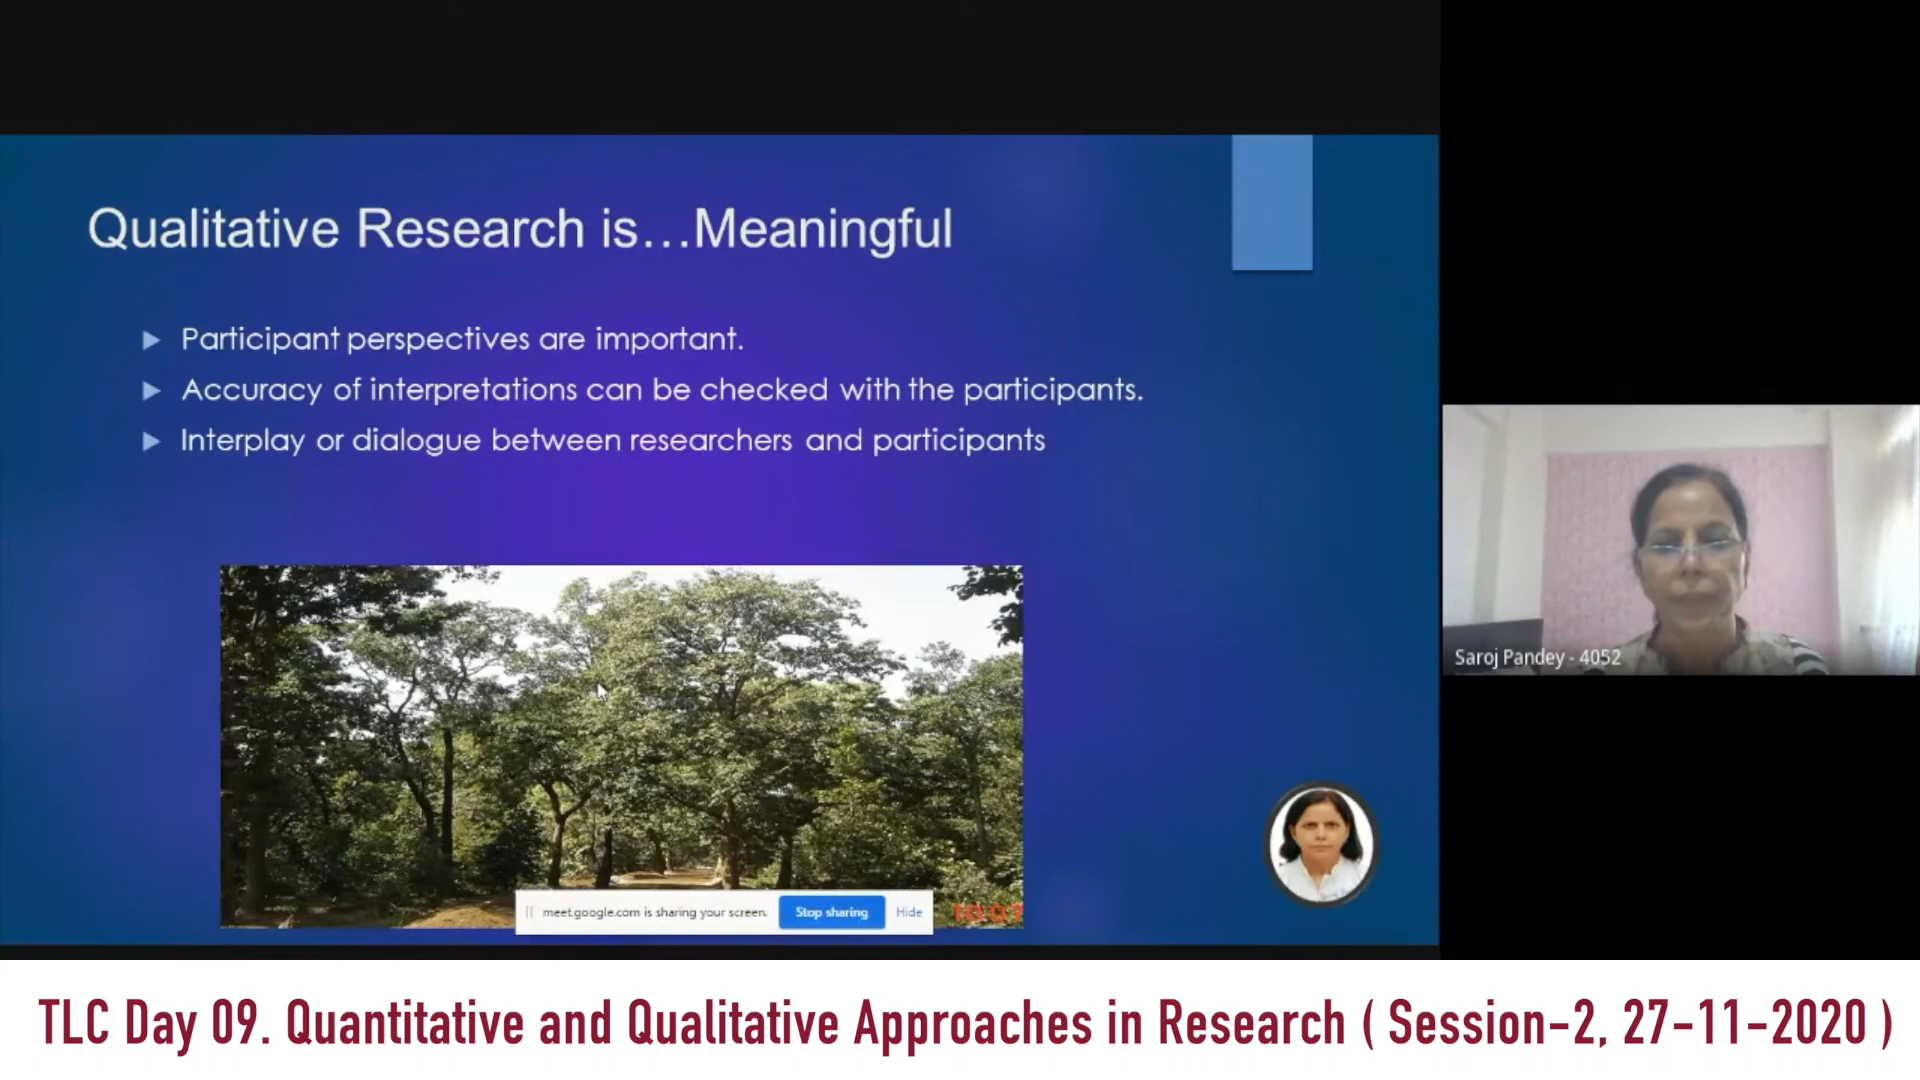 Qualitative Research is...Meaningful
Participant perspectives are important.
Accuracy of interpretations can be checked with the participants.
Interplay or dialogue between researchers and participants
Saroj Pandey - 4052
meet.google.com is sharing your screen. Stop sharing Hide
TLC Day 09. Quantitative and Qualitative Approaches in Research ( Session-2, 27-11-2020 )